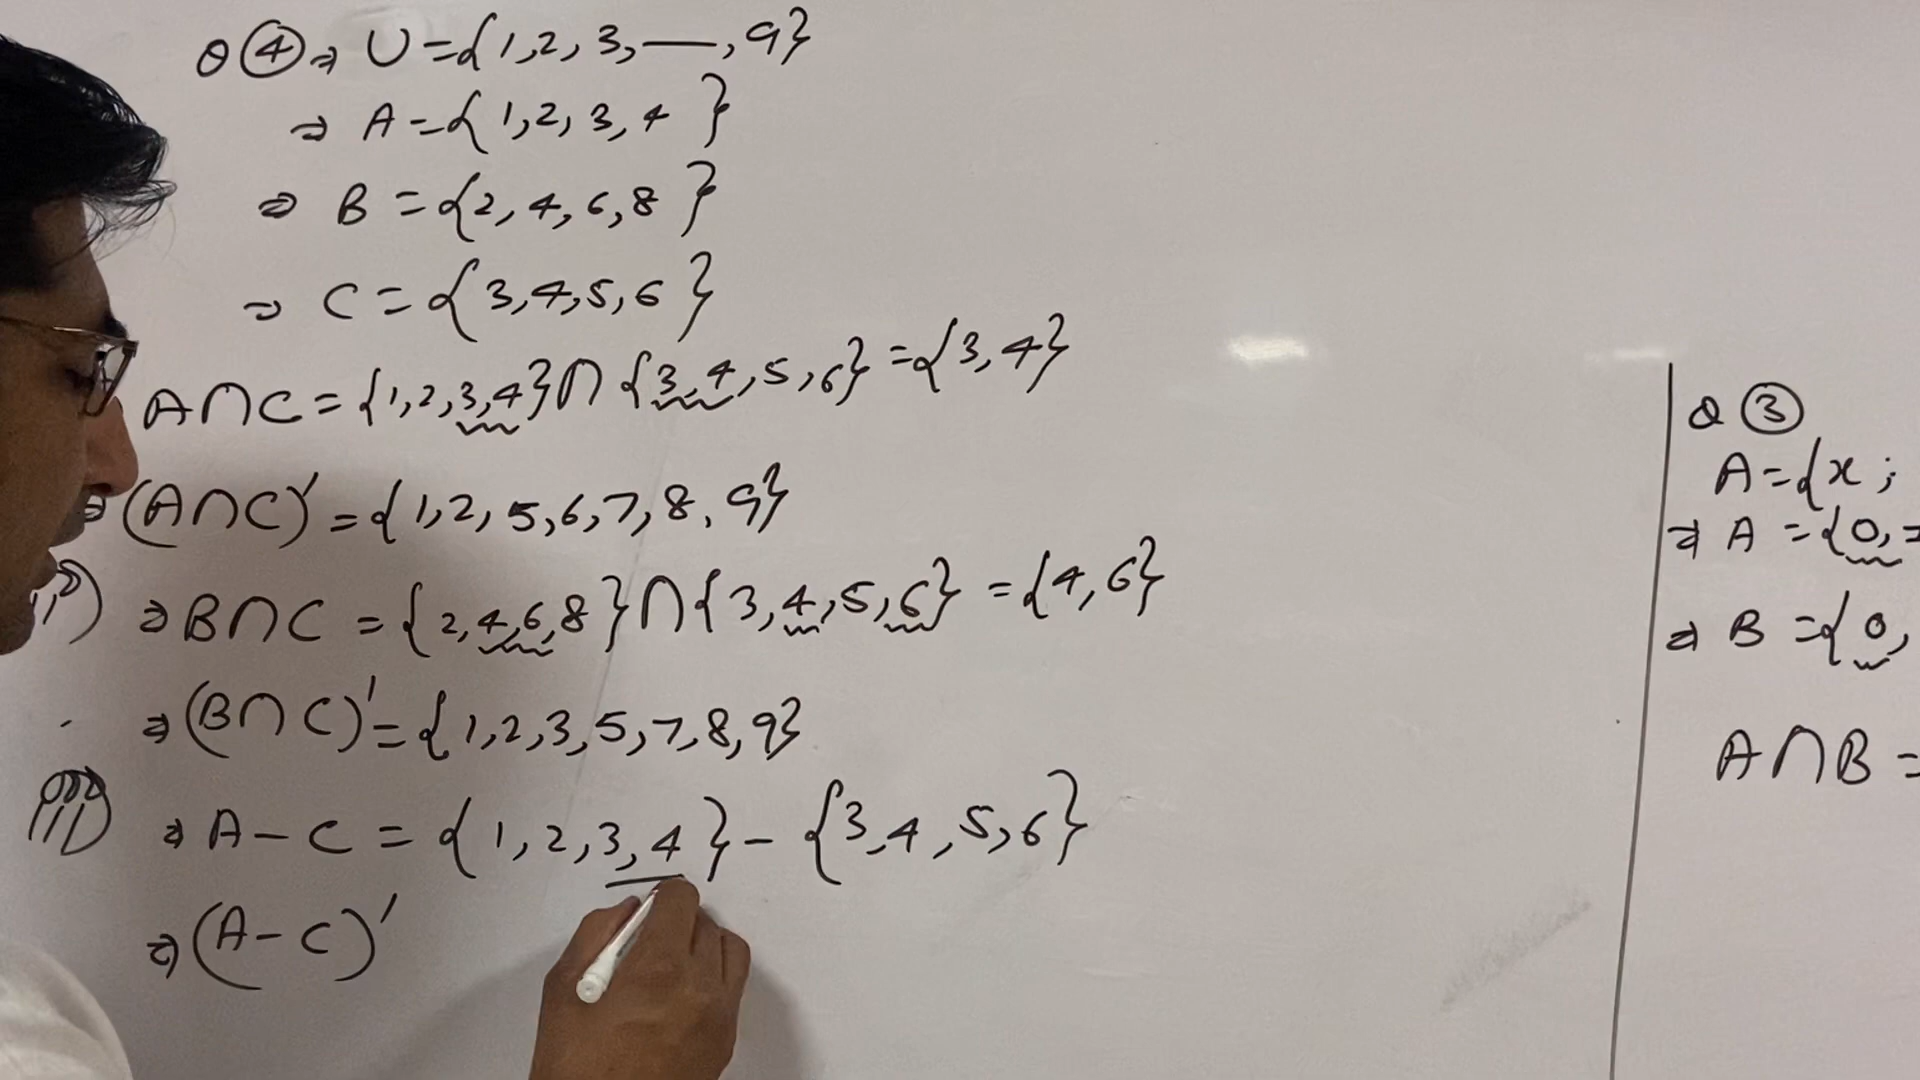 Q ④ ⇒ U = {1, 2, 3, —, 9}
⇒ A = {1, 2, 3, 4 }
⇒ B = {2, 4, 6, 8 }
⇒ C = {3, 4, 5, 6 }
A∩C = {1, 2, 3, 4} ∩ {3, 4, 5, 6} = {3, 4}
⇒ (A∩C)' = {1, 2, 5, 6, 7, 8, 9}
ii) ⇒ B∩C = {2, 4, 6, 8 } ∩ {3, 4, 5, 6} = {4, 6}
⇒ (B∩C)' = {1, 2, 3, 5, 7, 8, 9}
iii) ⇒ A - C = {1, 2, 3, 4 } - {3, 4, 5, 6}
⇒ (A - C)'
Q ③
A = {x ;
⇒ A = {0,
⇒ B = {0,
A∩B =